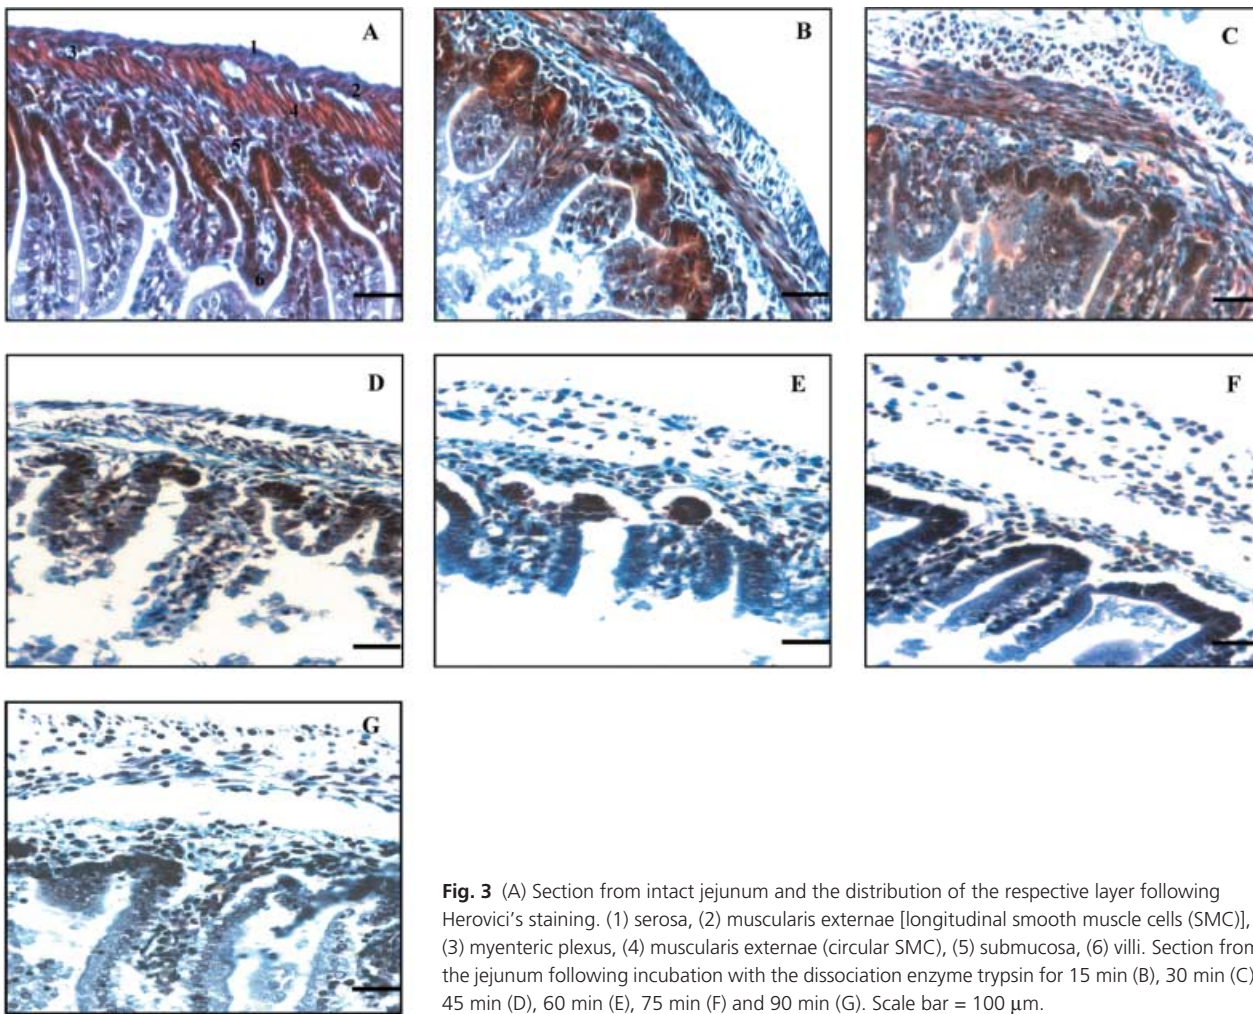 A
1
3
2
4
5
6
B
C
D
E
F
G
Fig. 3 (A) Section from intact jejunum and the distribution of the respective layer following
Herovici's staining. (1) serosa, (2) muscularis externae [longitudinal smooth muscle cells (SMC)],
(3) myenteric plexus, (4) muscularis externae (circular SMC), (5) submucosa, (6) villi. Section from
the jejunum following incubation with the dissociation enzyme trypsin for 15 min (B), 30 min (C)
45 min (D), 60 min (E), 75 min (F) and 90 min (G). Scale bar = 100 μm.